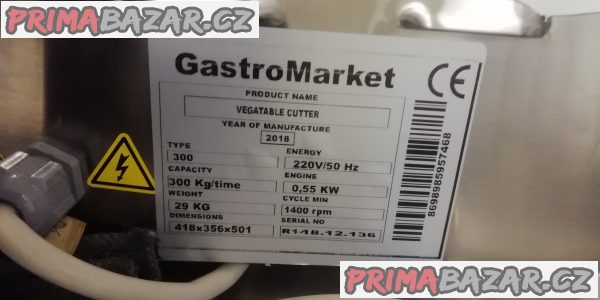 PRIMABAZAR.CZ
GastroMarket
PRODUCT NAME
VEGATABLE CUTTER
YEAR OF MANUFACTURE
2018
TYPE ENERGY
300 220V/50 Hz
CAPACITY ENGINE
300 Kg/time 0,55 KW
WEIGHT CYCLE MIN
29 KG 1400 rpm
DIMENSIONS SERIAL NO
418x356x501 R148.12.136
CE
8698985957468
PRIMABAZAR.CZ